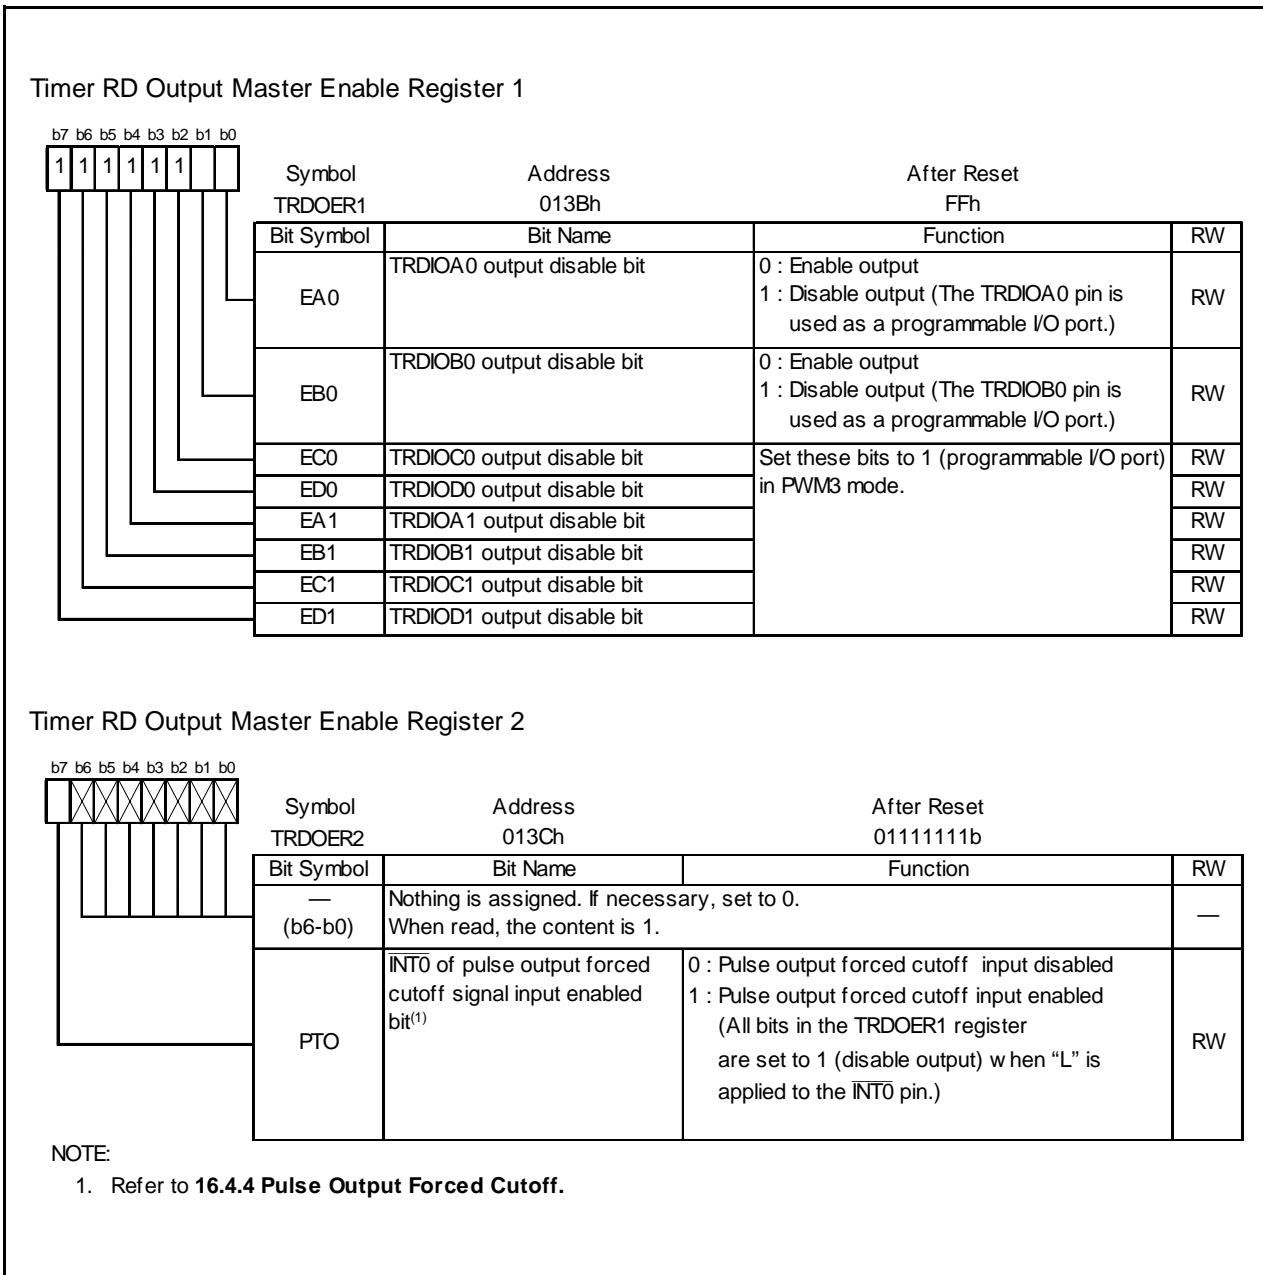 Timer RD Output Master Enable Register 1
b7 b6 b5 b4 b3 b2 b1 b0
1 1 1 1 1 1
Symbol Address After Reset
TRDOER1 013Bh FFh
Bit Symbol Bit Name Function RW
EA0 TRDIOA0 output disable bit 0 : Enable output
1 : Disable output (The TRDIOA0 pin is
used as a programmable I/O port.) RW
EB0 TRDIOB0 output disable bit 0 : Enable output
1 : Disable output (The TRDIOB0 pin is
used as a programmable I/O port.) RW
EC0 TRDIOC0 output disable bit Set these bits to 1 (programmable I/O port) RW
ED0 TRDIOD0 output disable bit in PWM3 mode. RW
EA1 TRDIOA1 output disable bit RW
EB1 TRDIOB1 output disable bit RW
EC1 TRDIOC1 output disable bit RW
ED1 TRDIOD1 output disable bit RW
Timer RD Output Master Enable Register 2
b7 b6 b5 b4 b3 b2 b1 b0
Symbol Address After Reset
TRDOER2 013Ch 01111111b
Bit Symbol Bit Name Function RW
— Nothing is assigned. If necessary, set to 0.
(b6-b0) When read, the content is 1. —
INT0 of pulse output forced 0 : Pulse output forced cutoff input disabled
cutoff signal input enabled 1 : Pulse output forced cutoff input enabled
bit(1) (All bits in the TRDOER1 register
PTO are set to 1 (disable output) when “L” is RW
applied to the INT0 pin.)
NOTE:
1. Refer to 16.4.4 Pulse Output Forced Cutoff.